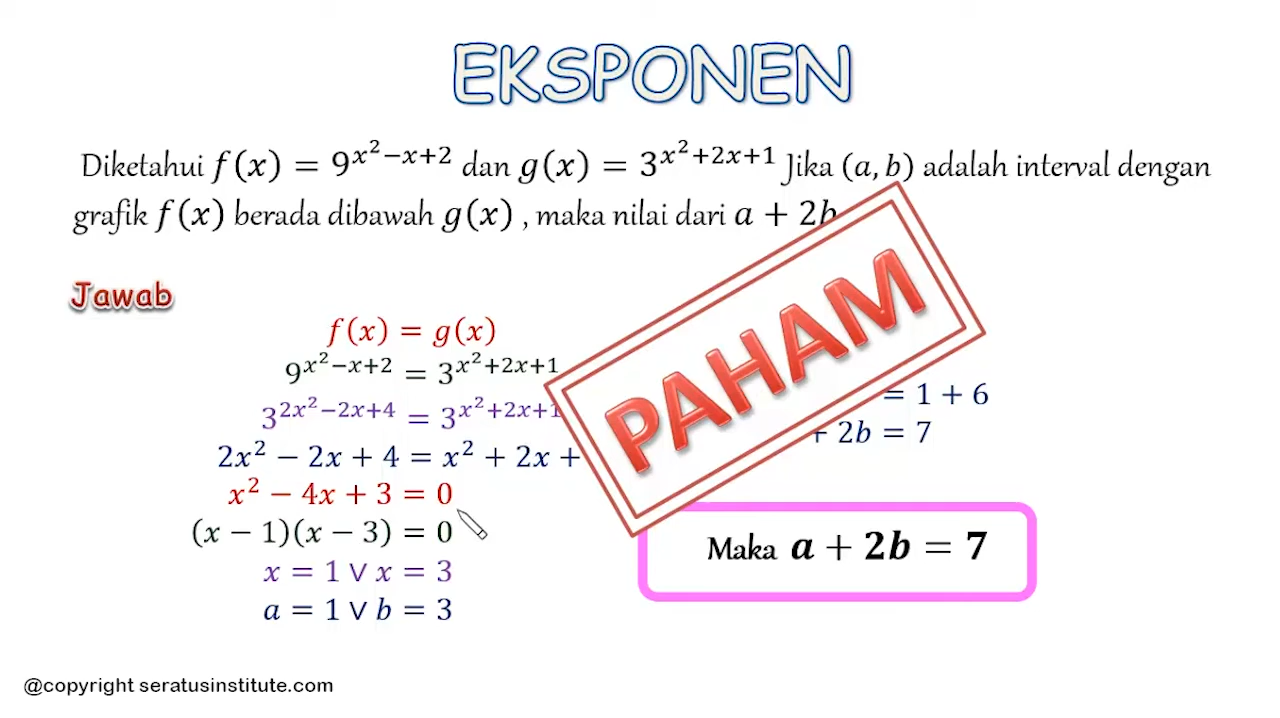 EKSPONEN
Diketahui f(x) = 9^{x²−x+2} dan g(x) = 3^{x²+2x+1} Jika (a, b) adalah interval dengan
grafik f(x) berada dibawah g(x) , maka nilai dari a + 2b
Jawab
f(x) = g(x)
9^{x²−x+2} = 3^{x²+2x+1}
3^{2x²−2x+4} = 3^{x²+2x+1}
2x² − 2x + 4 = x² + 2x +
x² − 4x + 3 = 0
(x − 1)(x − 3) = 0
x = 1 ∨ x = 3
a = 1 ∨ b = 3
= 1 + 6
+ 2b = 7
PAHAM
Maka a + 2b = 7
@copyright seratusinstitute.com